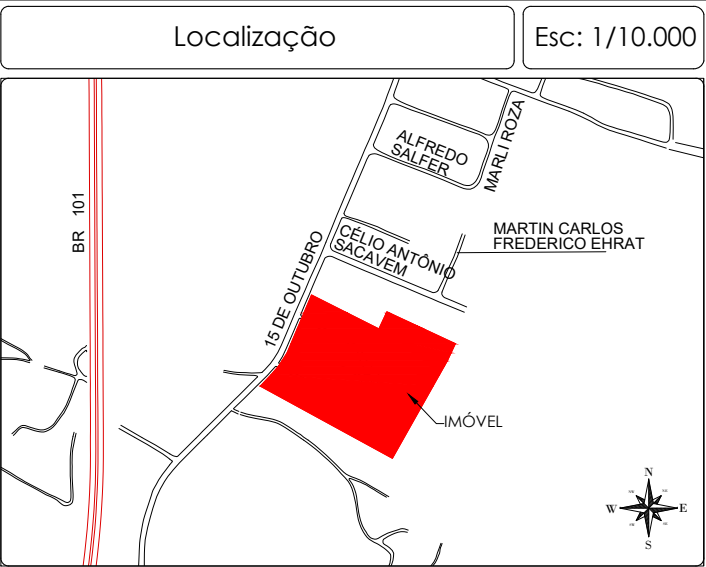 Localização
Esc: 1/10.000
ALFREDO
SALFER
MARLI ROZA
BR 101
15 DE OUTUBRO
CÉLIO ANTÔNIO
SACAVEM
MARTIN CARLOS
FREDERICO EHRAT
IMÓVEL
N
W
E
S